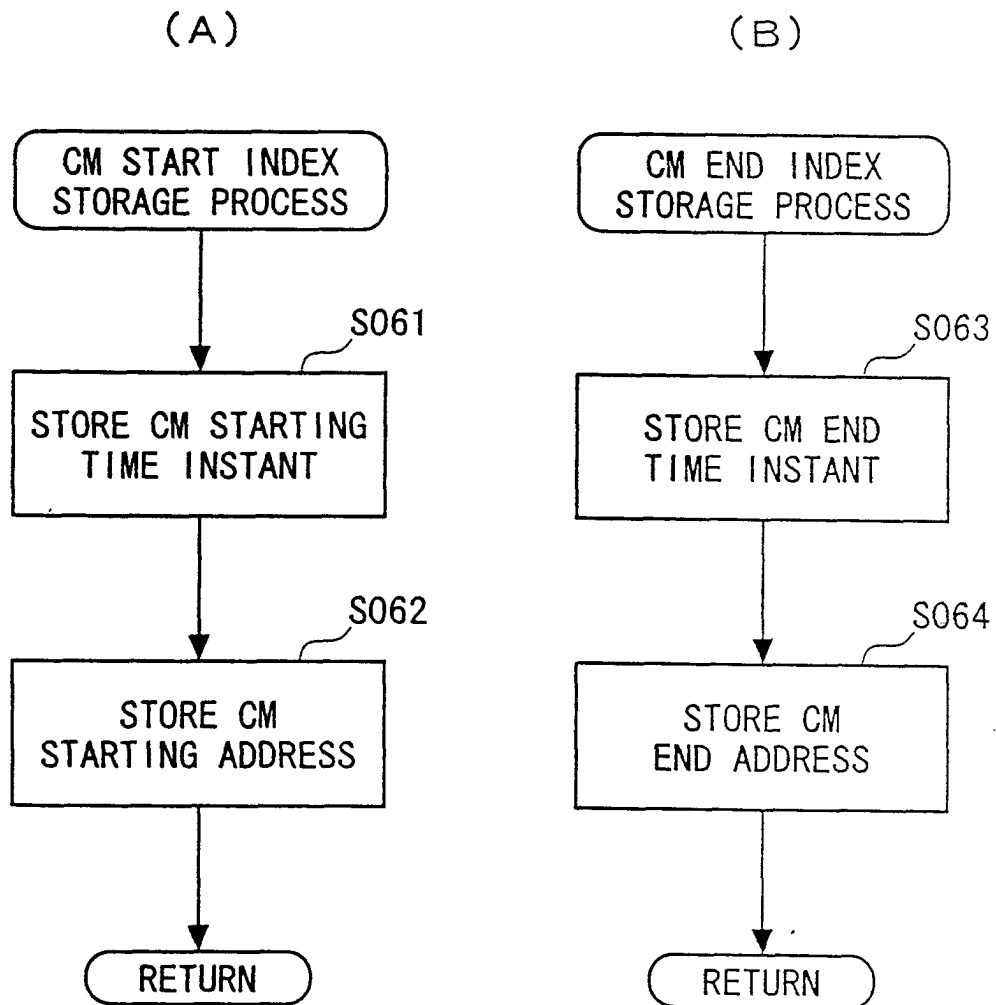 (A)
CM START INDEX
STORAGE PROCESS
S061
STORE CM STARTING
TIME INSTANT
S062
STORE CM
STARTING ADDRESS
RETURN
(B)
CM END INDEX
STORAGE PROCESS
S063
STORE CM END
TIME INSTANT
S064
STORE CM
END ADDRESS
RETURN